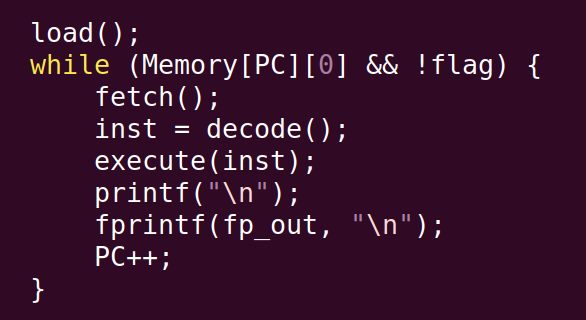 load();
while (Memory[PC][0] && !flag) {
    fetch();
    inst = decode();
    execute(inst);
    printf("\n");
    fprintf(fp_out, "\n");
    PC++;
}